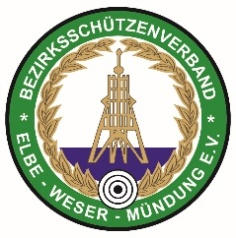 BEZIRKSSCHÜTZENVERBAND
* ELBE - WESER - MÜNDUNG E.V. *